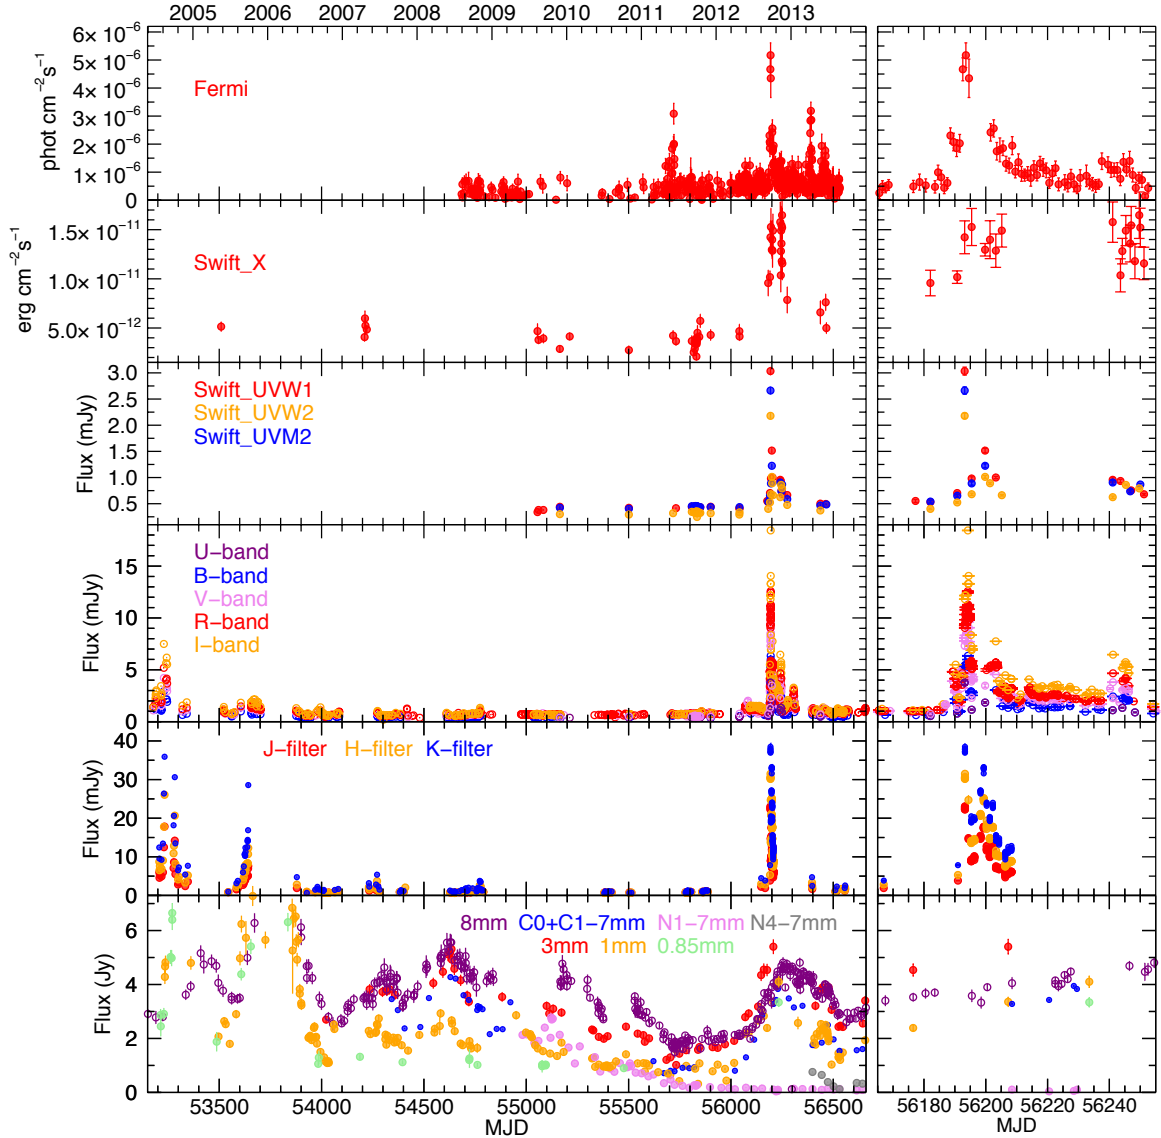 2005 2006 2007 2008 2009 2010 2011 2012 2013
phot cm⁻²s⁻¹
6× 10⁻⁶
5× 10⁻⁶
4× 10⁻⁶
3× 10⁻⁶
2× 10⁻⁶
1× 10⁻⁶
0
Fermi
erg cm⁻²s⁻¹
1.5× 10⁻¹¹
1.0× 10⁻¹¹
5.0× 10⁻¹²
Swift_X
Flux (mJy)
3.0
2.5
2.0
1.5
1.0
0.5
Swift_UVW1
Swift_UVW2
Swift_UVM2
Flux (mJy)
15
10
5
0
U−band
B−band
V−band
R−band
I−band
Flux (mJy)
40
30
20
10
0
J−filter H−filter K−filter
Flux (Jy)
6
4
2
0
8mm C0+C1−7mm N1−7mm N4−7mm
3mm 1mm 0.85mm
53500 54000 54500 55000 55500 56000 56500
MJD
56180 56200 56220 56240
MJD